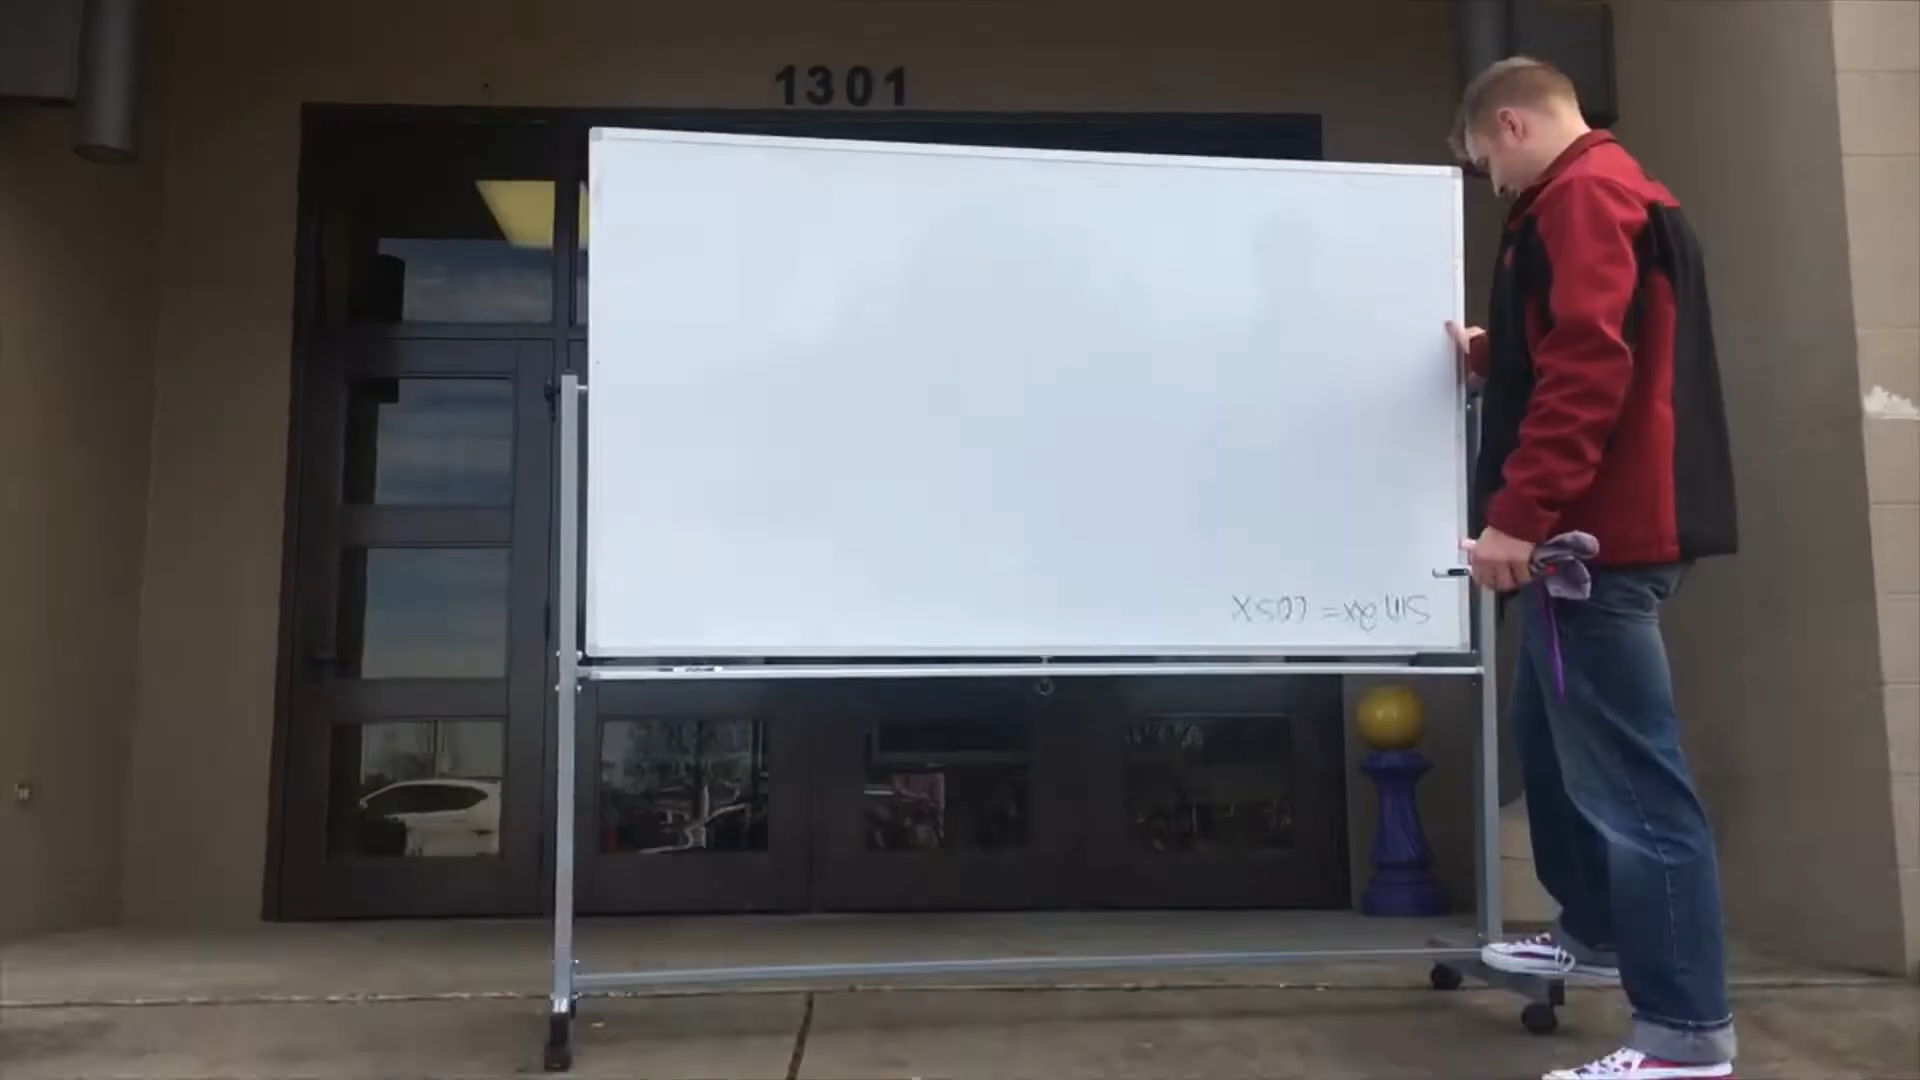 1301
sin 2x = cos x